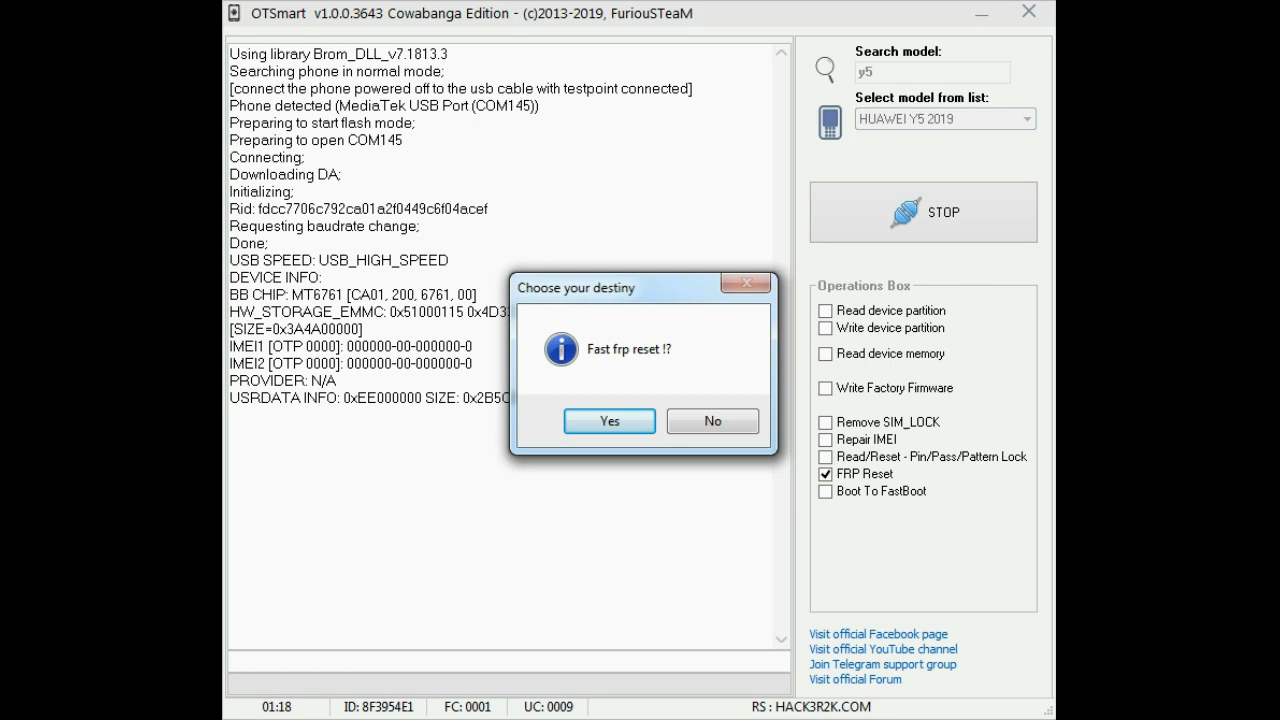 OTSmart v1.0.0.3643 Cowabanga Edition - (c)2013-2019, FuriouSTeaM
Using library Brom_DLL_v7.1813.3
Searching phone in normal mode;
[connect the phone powered off to the usb cable with testpoint connected]
Phone detected (MediaTek USB Port (COM145))
Preparing to start flash mode;
Preparing to open COM145
Connecting;
Downloading DA;
Initializing;
Rid: fdcc7706c792ca01a2f0449c6f04acef
Requesting baudrate change;
Done;
USB SPEED: USB_HIGH_SPEED
DEVICE INFO:
BB CHIP: MT6761 [CA01, 200, 6761, 00]
HW_STORAGE_EMMC: 0x51000115 0x4D33
[SIZE=0x3A4A00000]
IMEI1 [OTP 0000]: 000000-00-000000-0
IMEI2 [OTP 0000]: 000000-00-000000-0
PROVIDER: N/A
USRDATA INFO: 0xEE000000 SIZE: 0x2B5C
Choose your destiny
Fast frp reset !?
Yes
No
Search model:
y5
Select model from list:
HUAWEI Y5 2019
STOP
Operations Box
Read device partition
Write device partition
Read device memory
Write Factory Firmware
Remove SIM_LOCK
Repair IMEI
Read/Reset - Pin/Pass/Pattern Lock
FRP Reset
Boot To FastBoot
Visit official Facebook page
Visit official YouTube channel
Join Telegram support group
Visit official Forum
01:18
ID: 8F3954E1
FC: 0001
UC: 0009
RS : HACK3R2K.COM